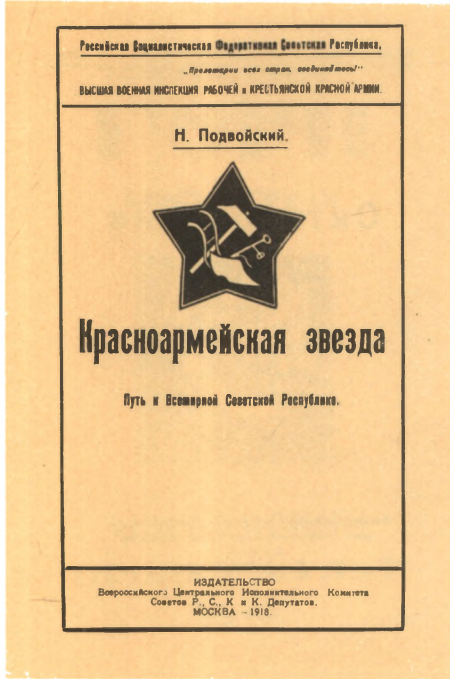 Российская Социалистическая Федеративная Советская Республика.
„Пролетарии всех стран, соединяйтесь!"
ВЫСШАЯ ВОЕННАЯ ИНСПЕКЦИЯ РАБОЧЕЙ и КРЕСТЬЯНСКОЙ КРАСНОЙ АРМИИ.
Н. Подвойский.
Красноармейская звезда
Путь к Всемирной Советской Республике.
ИЗДАТЕЛЬСТВО
Всероссийского Центрального Исполнительного Комитета
Советов Р., С., К и К. Депутатов.
МОСКВА – 1918.